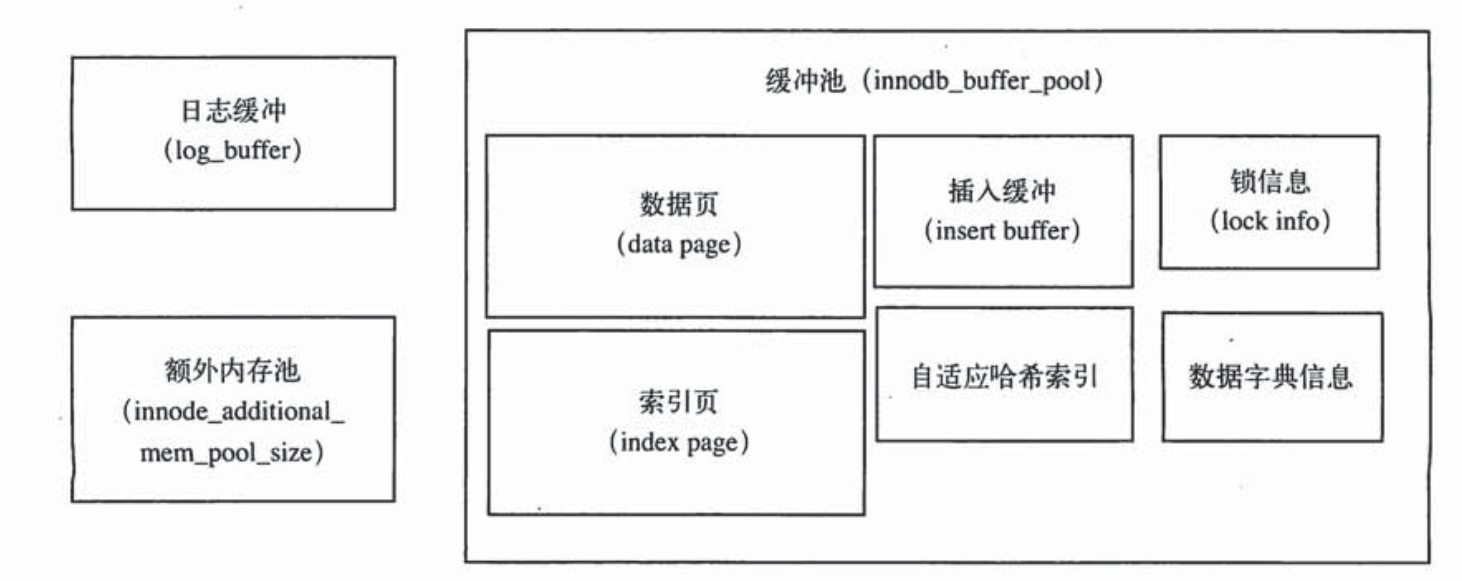 日志缓冲
(log_buffer)
额外内存池
(innode_additional_
mem_pool_size)
缓冲池 (innodb_buffer_pool)
数据页
(data page)
索引页
(index page)
插入缓冲
(insert buffer)
自适应哈希索引
锁信息
(lock info)
数据字典信息